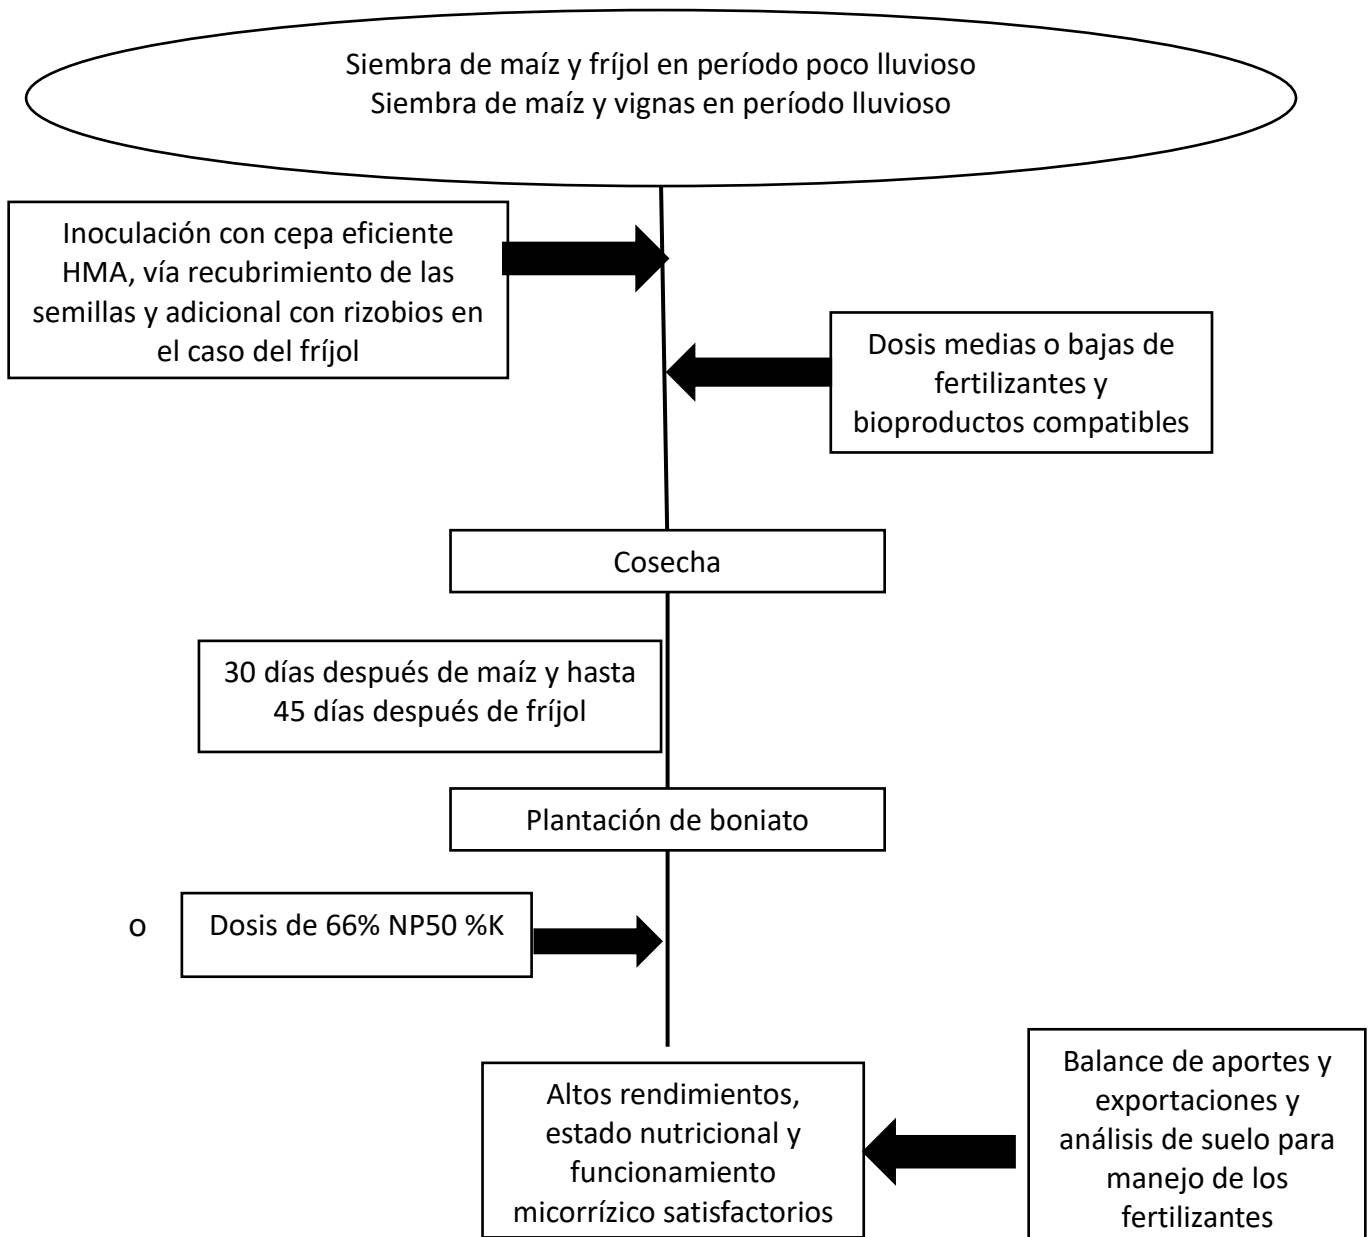 Siembra de maíz y fríjol en período poco lluvioso
Siembra de maíz y vignas en período lluvioso
Inoculación con cepa eficiente
HMA, vía recubrimiento de las
semillas y adicional con rizobios en
el caso del fríjol
Dosis medias o bajas de
fertilizantes y
bioproductos compatibles
Cosecha
30 días después de maíz y hasta
45 días después de fríjol
Plantación de boniato
o
Dosis de 66% NP50 %K
Altos rendimientos,
estado nutricional y
funcionamiento
micorrízico satisfactorios
Balance de aportes y
exportaciones y
análisis de suelo para
manejo de los
fertilizantes